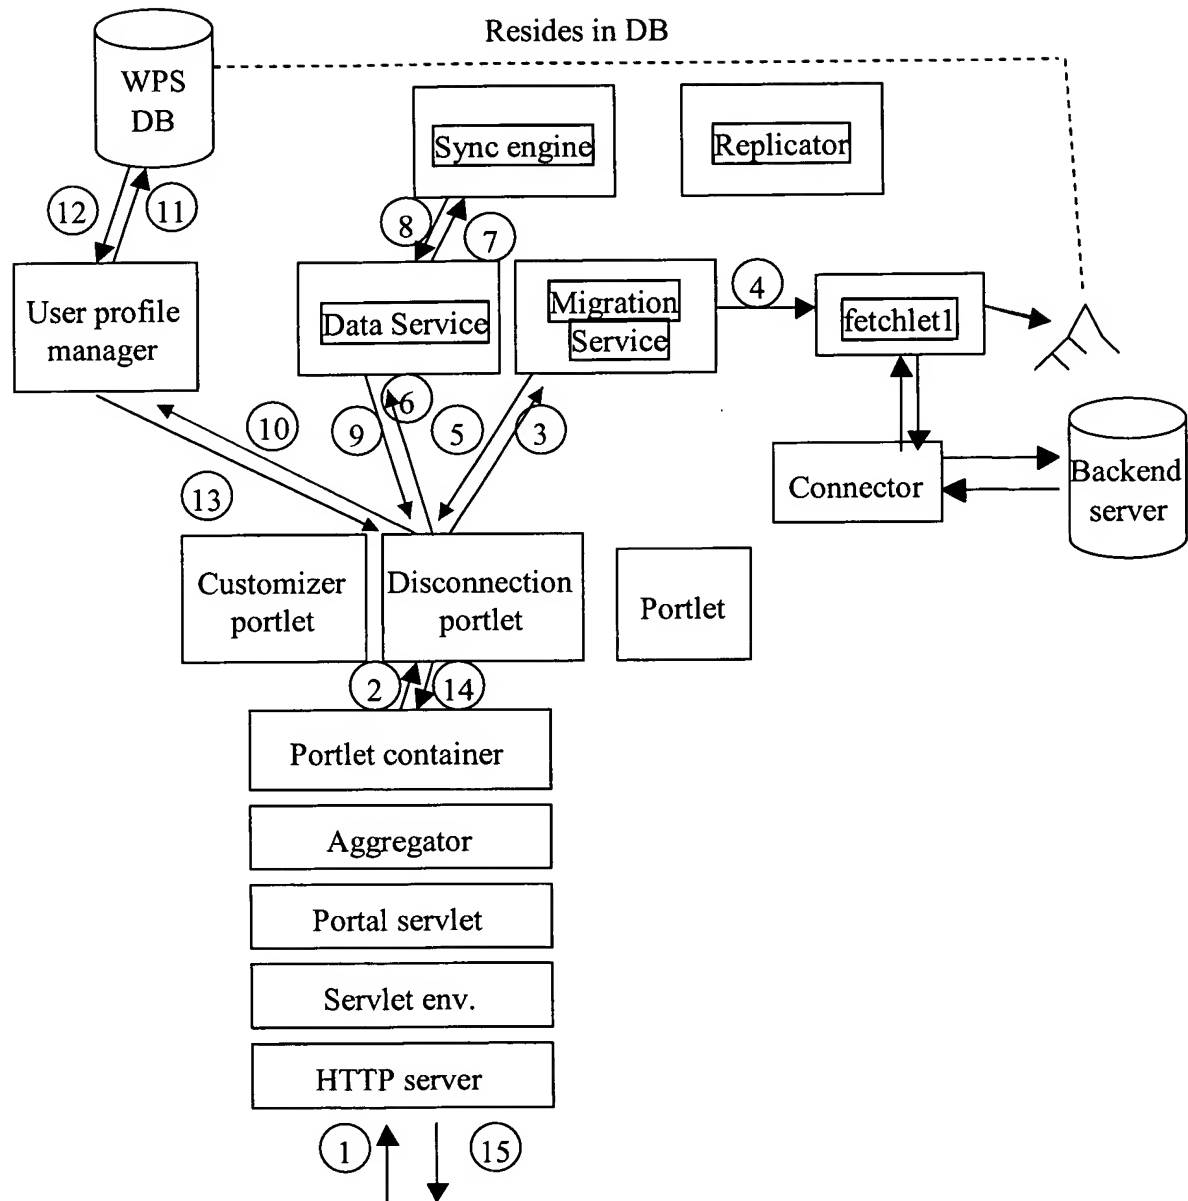 Resides in DB
WPS
DB
Sync engine
Replicator
12
11
8
7
User profile
manager
Data Service
Migration
Service
4
fetchlet1
6
10
9
5
3
13
Connector
Backend
server
Customizer
portlet
Disconnection
portlet
Portlet
2
14
Portlet container
Aggregator
Portal servlet
Servlet env.
HTTP server
1
15